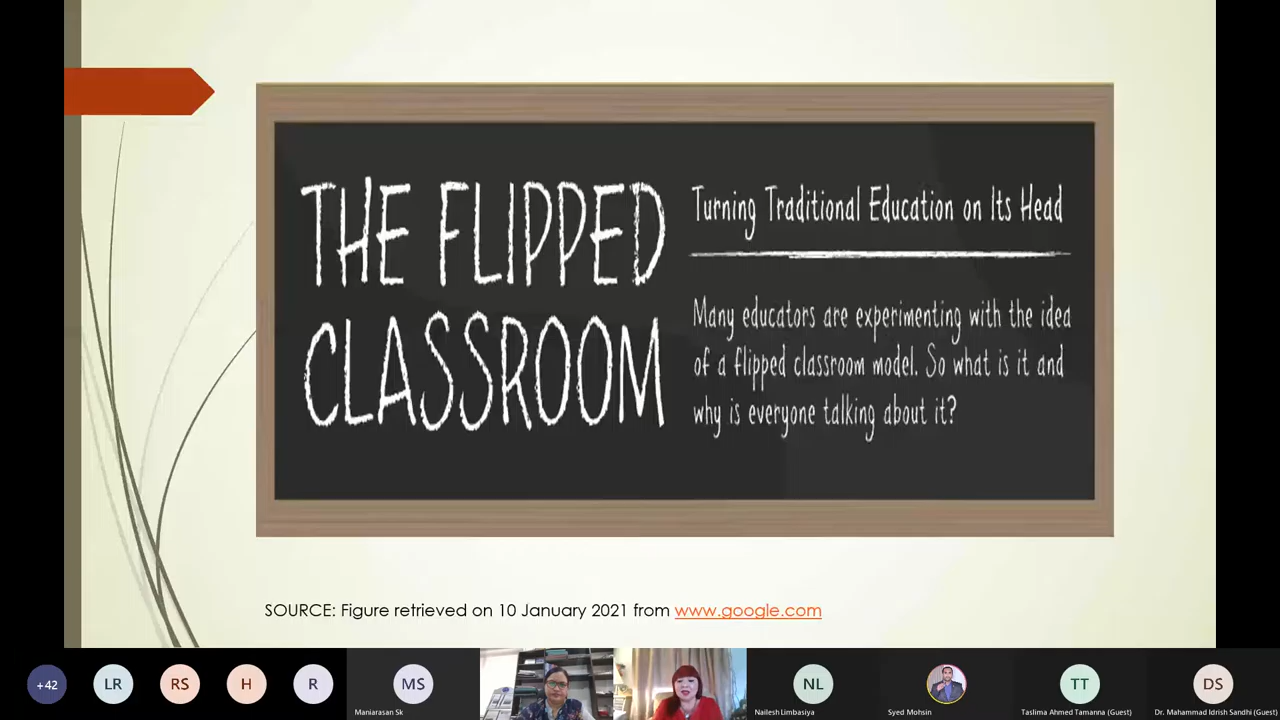 THE FLIPPED
CLASSROOM
Turning Traditional Education on Its Head
Many educators are experimenting with the idea
of a flipped classroom model. So what is it and
why is everyone talking about it?
SOURCE: Figure retrieved on 10 January 2021 from www.google.com
+42
LR
RS
H
R
MS
Maniarasan Sk
NL
Nailesh Limbasiya
Syed Mohsin
TT
Taslima Ahmed Tamanna (Guest)
DS
Dr. Mahammad Idrish Sandhi (Guest)